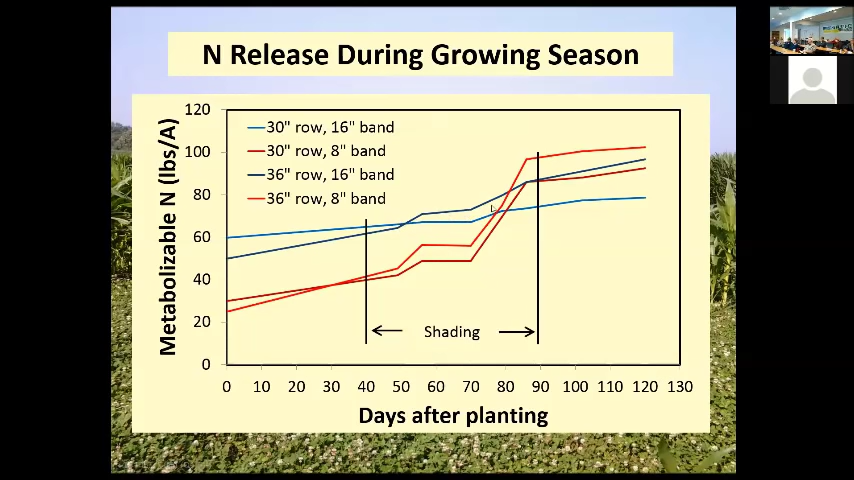 N Release During Growing Season
Metabolizable N (lbs/A)
120
100
80
60
40
20
0
30" row, 16" band
30" row, 8" band
36" row, 16" band
36" row, 8" band
Shading
0 10 20 30 40 50 60 70 80 90 100 110 120 130
Days after planting